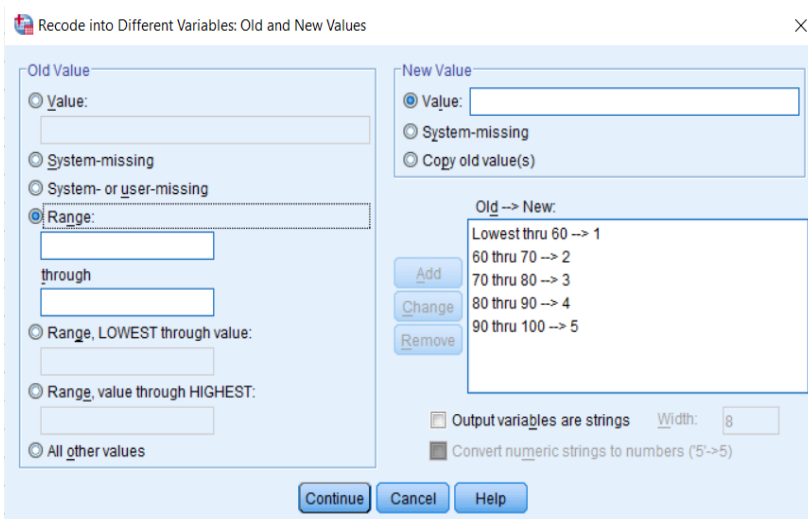 Recode into Different Variables: Old and New Values
Old Value
Value:
System-missing
System- or user-missing
Range:
through
Range, LOWEST through value:
Range, value through HIGHEST:
All other values
New Value
Value:
System-missing
Copy old value(s)
Old --> New:
Lowest thru 60 --> 1
60 thru 70 --> 2
70 thru 80 --> 3
80 thru 90 --> 4
90 thru 100 --> 5
Add
Change
Remove
Output variables are strings Width: 8
Convert numeric strings to numbers ('5'->5)
Continue Cancel Help